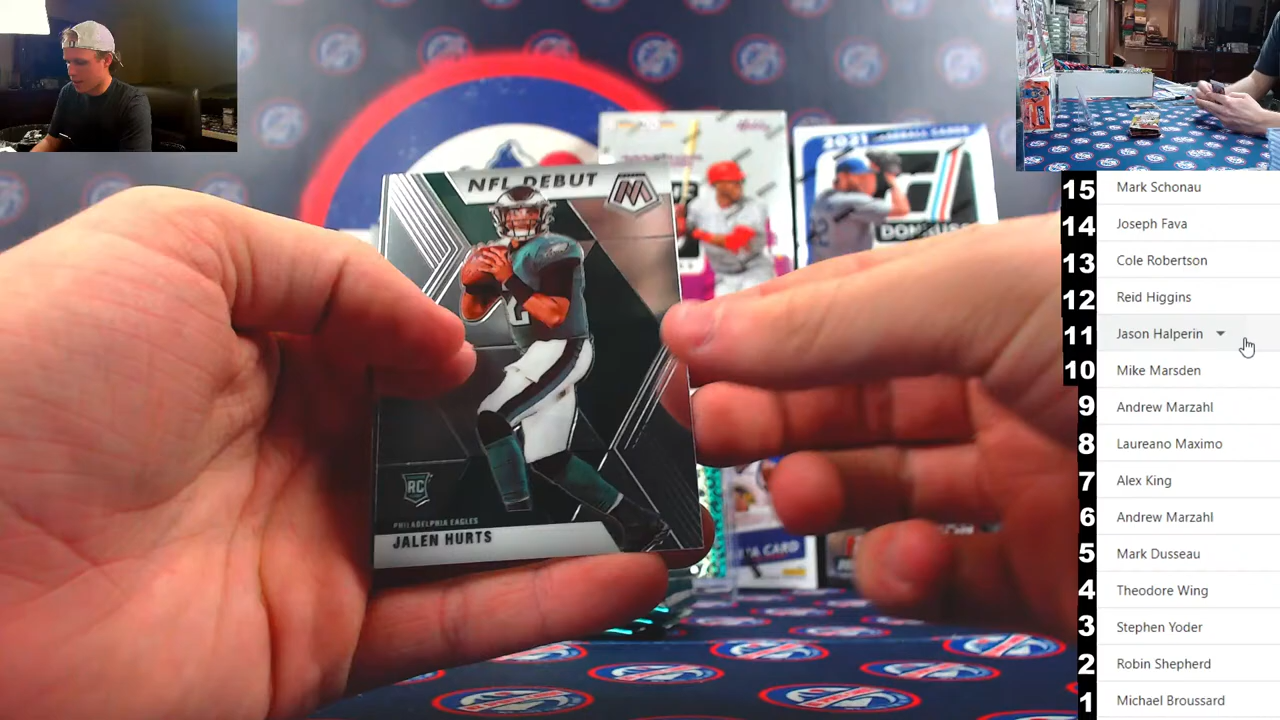 NFL DEBUT
M
2021
RC
PHILADELPHIA EAGLES
JALEN HURTS
15 Mark Schonau
14 Joseph Fava
13 Cole Robertson
12 Reid Higgins
11 Jason Halperin
10 Mike Marsden
9 Andrew Marzahl
8 Laureano Maximo
7 Alex King
6 Andrew Marzahl
5 Mark Dusseau
4 Theodore Wing
3 Stephen Yoder
2 Robin Shepherd
1 Michael Broussard